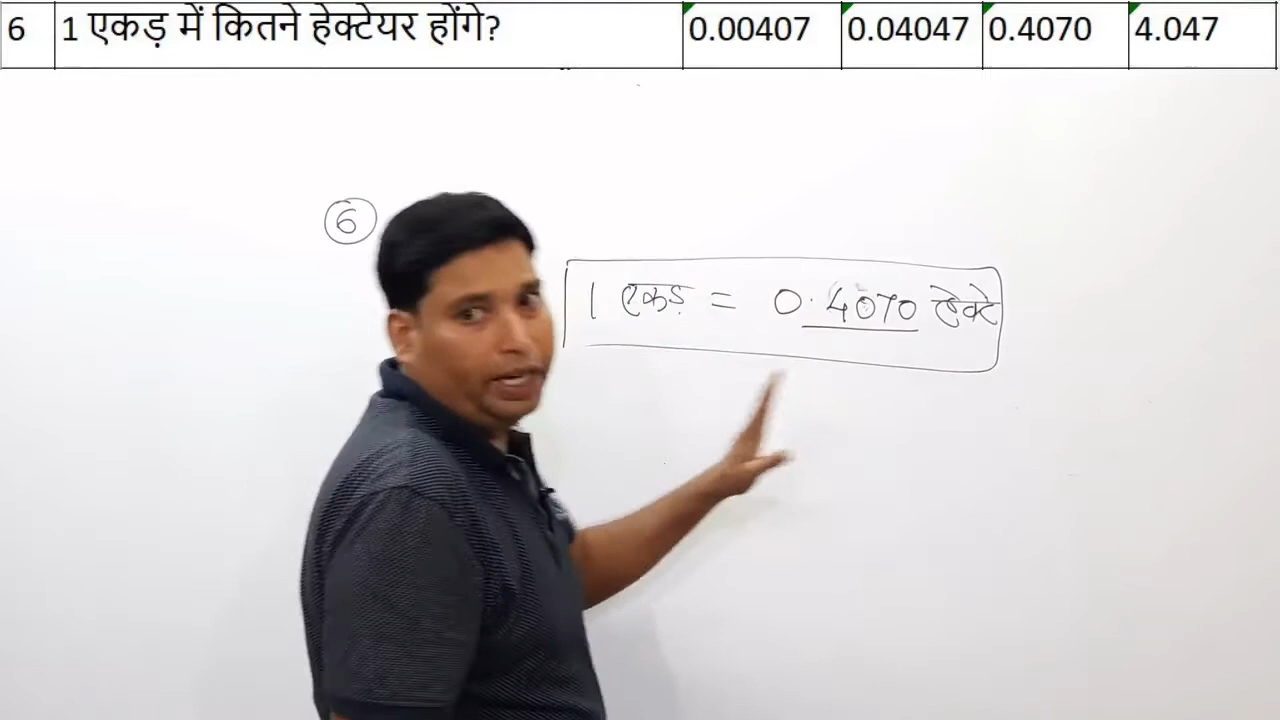 6 1 एकड़ में कितने हेक्टेयर होंगे? 0.00407 0.04047 0.4070 4.047
6
1 एकड़ = 0.4070 हेक्टे